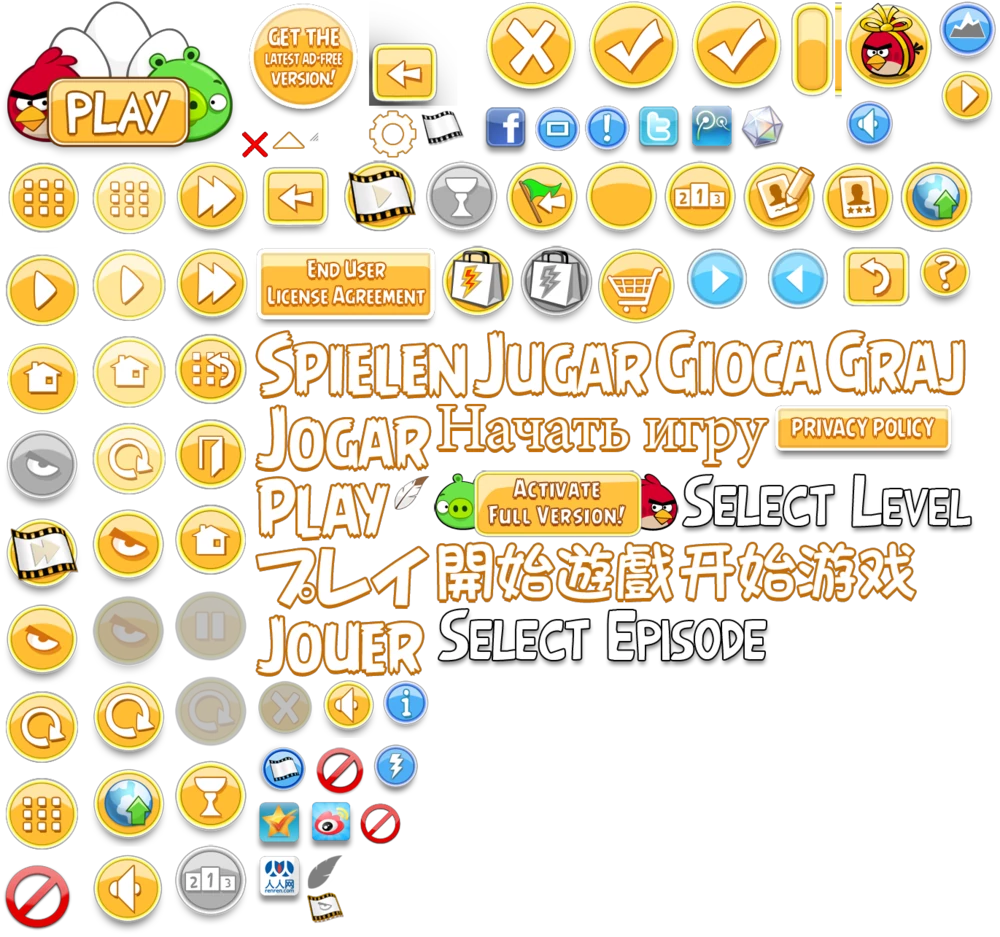 PLAY
GET THE
LATEST AD-FREE
VERSION!
f
t
2 1 3
END USER
LICENSE AGREEMENT
?
SPIELEN JUGAR GIOCA GRAJ
JOGAR Начать игру PRIVACY POLICY
PLAY ACTIVATE
FULL VERSION! SELECT LEVEL
プレイ 開始遊戲 开始游戏
JOUER SELECT EPISODE
i
2 1 3
人人网
renren.com